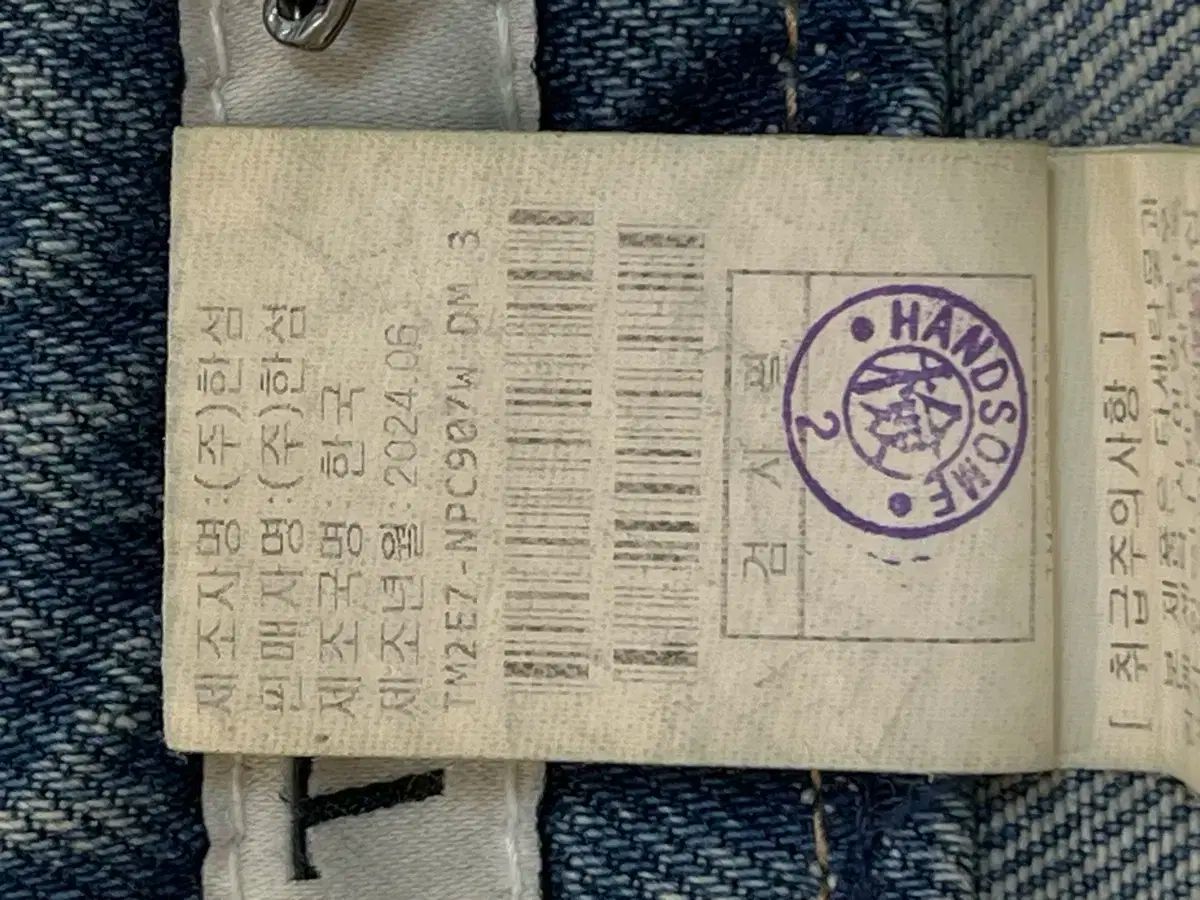 제조자명:(주)한섬
판매자명:(주)한섬
제조국명:한국
제조년월:2024.06
TM2E7-NPC907W-DM 3
검 사 필
HANDSOME
檢
2
[ 취급주의사항 ]